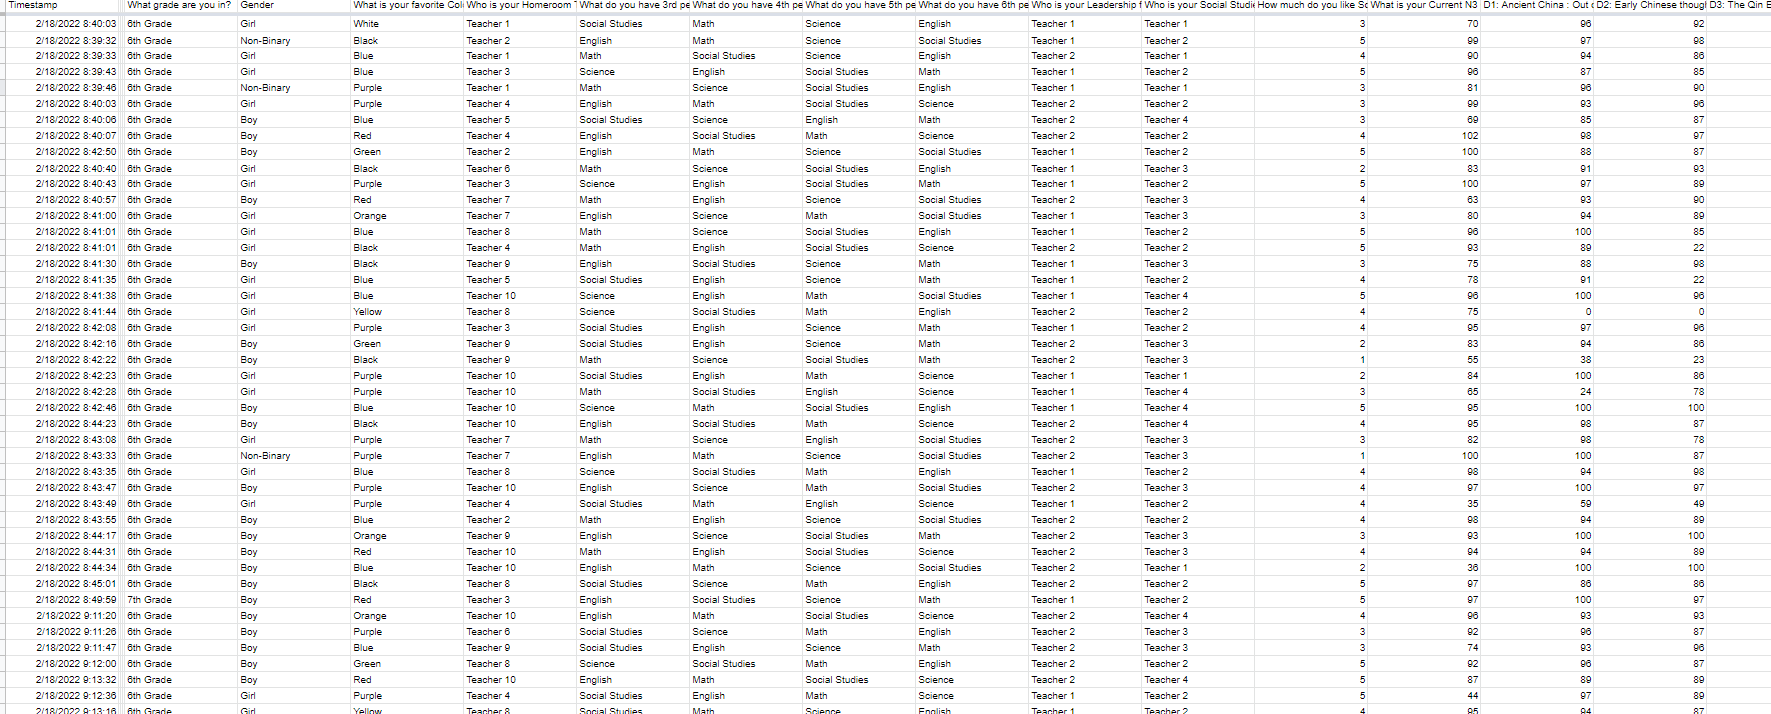 Timestamp What grade are you in? Gender What is your favorite Col Who is your Homeroom T What do you have 3rd pe What do you have 4th pe What do you have 5th pe What do you have 6th pe Who is your Leadership t Who is your Social Studie How much do you like Sc What is your Current N3 D1: Ancient China : Out o D2: Early Chinese though D3: The Qin E
2/18/2022 8:40:03 6th Grade Girl White Teacher 1 Social Studies Math Science English Teacher 1 Teacher 1 3 70 96 92
2/18/2022 8:39:32 6th Grade Non-Binary Black Teacher 2 English Math Science Social Studies Teacher 1 Teacher 2 5 99 97 98
2/18/2022 8:39:33 6th Grade Girl Blue Teacher 1 Math Social Studies Science English Teacher 2 Teacher 1 4 90 94 86
2/18/2022 8:39:43 6th Grade Girl Blue Teacher 3 Science English Social Studies Math Teacher 1 Teacher 2 5 96 87 85
2/18/2022 8:39:46 6th Grade Non-Binary Purple Teacher 1 Math Science Social Studies English Teacher 1 Teacher 1 3 81 96 90
2/18/2022 8:40:03 6th Grade Girl Purple Teacher 4 English Math Social Studies Science Teacher 2 Teacher 2 3 99 93 96
2/18/2022 8:40:06 6th Grade Boy Blue Teacher 5 Social Studies Science English Math Teacher 2 Teacher 4 3 69 85 87
2/18/2022 8:40:07 6th Grade Boy Red Teacher 4 English Social Studies Math Science Teacher 2 Teacher 2 4 102 98 97
2/18/2022 8:42:50 6th Grade Boy Green Teacher 2 English Math Science Social Studies Teacher 1 Teacher 2 5 100 88 87
2/18/2022 8:40:40 6th Grade Girl Black Teacher 6 Math Science Social Studies English Teacher 1 Teacher 3 2 83 91 93
2/18/2022 8:40:43 6th Grade Girl Purple Teacher 3 Science English Social Studies Math Teacher 1 Teacher 2 5 100 97 89
2/18/2022 8:40:57 6th Grade Boy Red Teacher 7 Math English Science Social Studies Teacher 2 Teacher 3 4 63 93 90
2/18/2022 8:41:00 6th Grade Girl Orange Teacher 7 English Science Math Social Studies Teacher 1 Teacher 3 3 80 94 89
2/18/2022 8:41:01 6th Grade Girl Blue Teacher 8 Math Science Social Studies English Teacher 1 Teacher 2 5 96 100 85
2/18/2022 8:41:01 6th Grade Girl Black Teacher 4 Math English Social Studies Science Teacher 2 Teacher 2 5 93 89 22
2/18/2022 8:41:30 6th Grade Boy Black Teacher 9 English Social Studies Science Math Teacher 1 Teacher 3 3 75 88 98
2/18/2022 8:41:35 6th Grade Girl Blue Teacher 5 Social Studies English Science Math Teacher 1 Teacher 2 4 78 91 22
2/18/2022 8:41:38 6th Grade Girl Blue Teacher 10 Science English Math Social Studies Teacher 1 Teacher 4 5 96 100 96
2/18/2022 8:41:44 6th Grade Girl Yellow Teacher 8 Science Social Studies Math English Teacher 2 Teacher 2 4 75 0 0
2/18/2022 8:42:08 6th Grade Girl Purple Teacher 3 Social Studies English Science Math Teacher 1 Teacher 2 4 95 97 96
2/18/2022 8:42:16 6th Grade Boy Green Teacher 9 Social Studies English Science Math Teacher 2 Teacher 3 2 83 94 86
2/18/2022 8:42:22 6th Grade Boy Black Teacher 9 Math Science Social Studies Math Teacher 2 Teacher 3 1 55 38 23
2/18/2022 8:42:23 6th Grade Girl Purple Teacher 10 Social Studies English Math Science Teacher 1 Teacher 1 2 84 100 86
2/18/2022 8:42:28 6th Grade Girl Purple Teacher 10 Math Social Studies English Science Teacher 1 Teacher 4 3 65 24 78
2/18/2022 8:42:46 6th Grade Boy Blue Teacher 10 Science Math Social Studies English Teacher 1 Teacher 4 5 95 100 100
2/18/2022 8:44:23 6th Grade Boy Black Teacher 10 English Social Studies Math Science Teacher 2 Teacher 4 4 95 98 87
2/18/2022 8:43:08 6th Grade Girl Purple Teacher 7 Math Science English Social Studies Teacher 2 Teacher 3 3 82 98 78
2/18/2022 8:43:33 6th Grade Non-Binary Purple Teacher 7 English Math Science Social Studies Teacher 2 Teacher 3 1 100 100 87
2/18/2022 8:43:35 6th Grade Girl Blue Teacher 8 Science Social Studies Math English Teacher 1 Teacher 2 4 98 94 98
2/18/2022 8:43:47 6th Grade Boy Purple Teacher 10 English Science Math Social Studies Teacher 2 Teacher 3 4 97 100 97
2/18/2022 8:43:49 6th Grade Girl Purple Teacher 4 Social Studies Math English Science Teacher 1 Teacher 2 4 35 59 49
2/18/2022 8:43:55 6th Grade Boy Blue Teacher 2 Math English Science Social Studies Teacher 2 Teacher 2 4 98 94 89
2/18/2022 8:44:17 6th Grade Boy Orange Teacher 9 English Science Social Studies Math Teacher 2 Teacher 3 3 93 100 100
2/18/2022 8:44:31 6th Grade Boy Red Teacher 10 Math English Social Studies Science Teacher 2 Teacher 3 4 94 94 89
2/18/2022 8:44:34 6th Grade Boy Blue Teacher 10 English Math Science Social Studies Teacher 2 Teacher 1 2 36 100 100
2/18/2022 8:45:01 6th Grade Boy Black Teacher 8 Social Studies Science Math English Teacher 2 Teacher 2 5 97 86 86
2/18/2022 8:49:59 7th Grade Boy Red Teacher 3 English Social Studies Science Math Teacher 1 Teacher 2 5 97 100 97
2/18/2022 9:11:20 6th Grade Boy Orange Teacher 10 English Math Social Studies Science Teacher 2 Teacher 4 4 96 93 93
2/18/2022 9:11:26 6th Grade Boy Purple Teacher 6 Social Studies Science Math English Teacher 2 Teacher 3 3 92 96 87
2/18/2022 9:11:47 6th Grade Boy Blue Teacher 9 Social Studies English Science Math Teacher 2 Teacher 3 3 74 93 96
2/18/2022 9:12:00 6th Grade Boy Green Teacher 8 Science Social Studies Math English Teacher 2 Teacher 2 5 92 96 87
2/18/2022 9:13:32 6th Grade Boy Red Teacher 10 English Math Social Studies Science Teacher 2 Teacher 4 5 87 89 89
2/18/2022 9:12:36 6th Grade Girl Purple Teacher 4 Social Studies English Math Science Teacher 1 Teacher 2 5 44 97 89
2/18/2022 9:13:16 6th Grade Girl Yellow Teacher 8 Social Studies Math Science English Teacher 1 Teacher 2 4 95 94 87